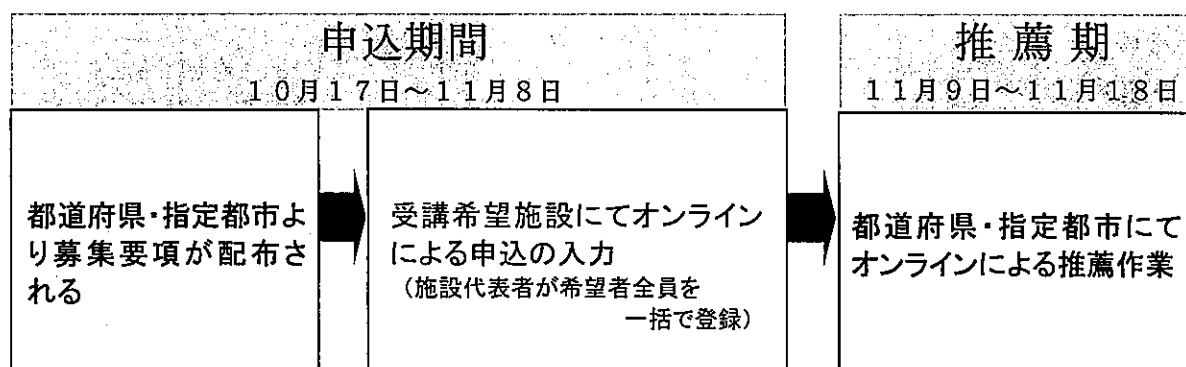 申込期間
10月17日～11月8日
推薦期
11月9日～11月18日
都道府県・指定都市よ
り募集要項が配布さ
れる
受講希望施設にてオンライン
による申込の入力
（施設代表者が希望者全員を
一括で登録）
都道府県・指定都市にて
オンラインによる推薦作業